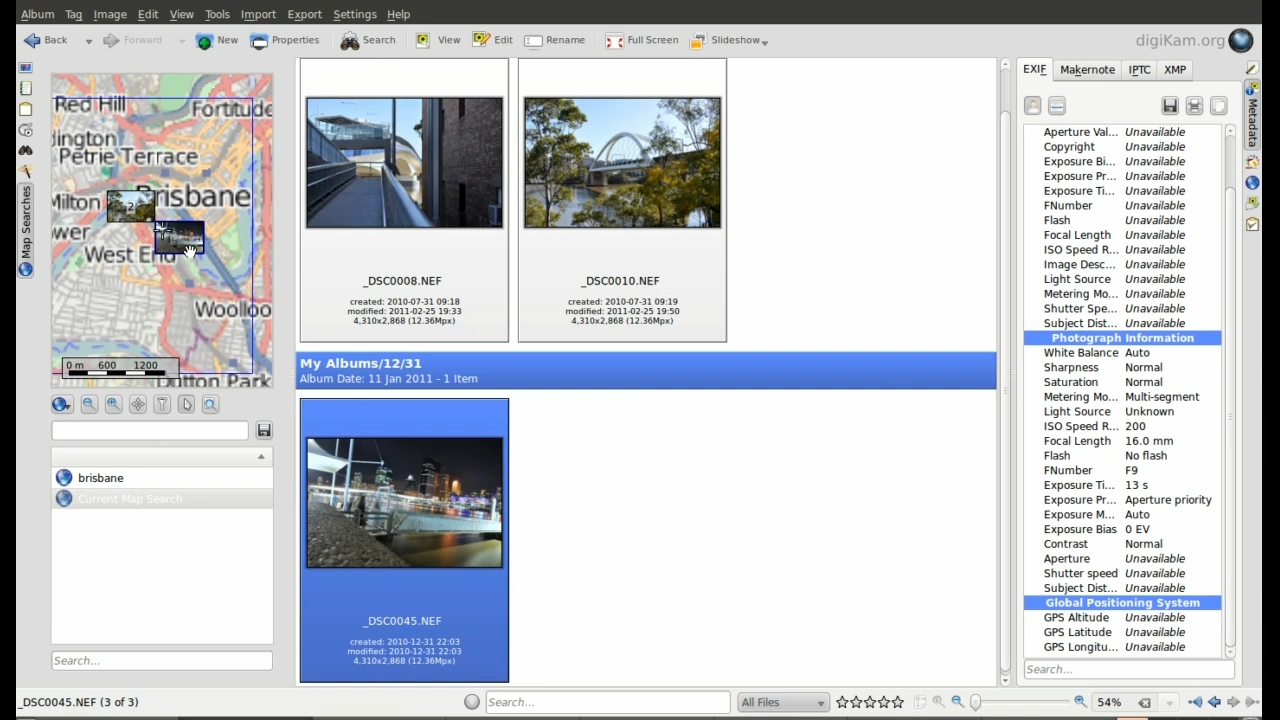 Album Tag Image Edit View Tools Import Export Settings Help
Back Forward New Properties Search View Edit Rename Full Screen Slideshow digiKam.org
Map Searches
Red Hill Fortitude
ington
Petrie Terrace
Brisbane
Milton
2
wer
West End
Woolloo
0 m 600 1200
Dutton Park
brisbane
Current Map Search
Search...
_DSC0008.NEF
created: 2010-07-31 09:18
modified: 2011-02-25 19:33
4,310x2,868 (12.36Mpx)
_DSC0010.NEF
created: 2010-07-31 09:19
modified: 2011-02-25 19:50
4,310x2,868 (12.36Mpx)
My Albums/12/31
Album Date: 11 Jan 2011 - 1 Item
_DSC0045.NEF
created: 2010-12-31 22:03
modified: 2010-12-31 22:03
4,310x2,868 (12.36Mpx)
EXIF Makernote IPTC XMP
Metadata
Aperture Val... Unavailable
Copyright Unavailable
Exposure Bi... Unavailable
Exposure Pr... Unavailable
Exposure Ti... Unavailable
FNumber Unavailable
Flash Unavailable
Focal Length Unavailable
ISO Speed R... Unavailable
Image Desc... Unavailable
Light Source Unavailable
Metering Mo... Unavailable
Shutter Spe... Unavailable
Subject Dist... Unavailable
Photograph Information
White Balance Auto
Sharpness Normal
Saturation Normal
Metering Mo... Multi-segment
Light Source Unknown
ISO Speed R... 200
Focal Length 16.0 mm
Flash No flash
FNumber F9
Exposure Ti... 13 s
Exposure Pr... Aperture priority
Exposure M... Auto
Exposure Bias 0 EV
Contrast Normal
Aperture Unavailable
Shutter speed Unavailable
Subject Dist... Unavailable
Global Positioning System
GPS Altitude Unavailable
GPS Latitude Unavailable
GPS Longitu... Unavailable
Search...
_DSC0045.NEF (3 of 3) Search... All Files 54%